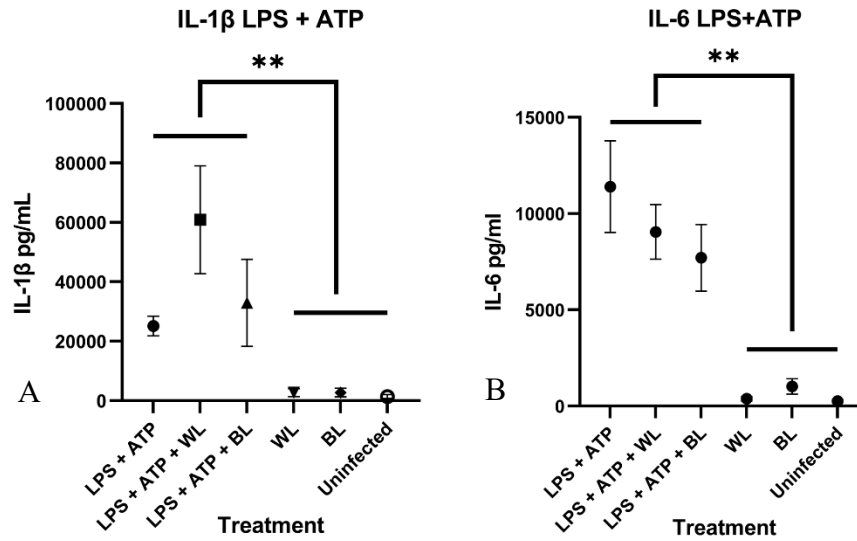 IL-1β LPS + ATP
**
100000
80000
60000
40000
20000
0
IL-1β pg/mL
A
LPS + ATP
LPS + ATP + WL
LPS + ATP + BL
WL
BL
Uninfected
Treatment
IL-6 LPS+ATP
**
15000
10000
5000
0
IL-6 pg/ml
B
LPS + ATP
LPS + ATP + WL
LPS + ATP + BL
WL
BL
Uninfected
Treatment